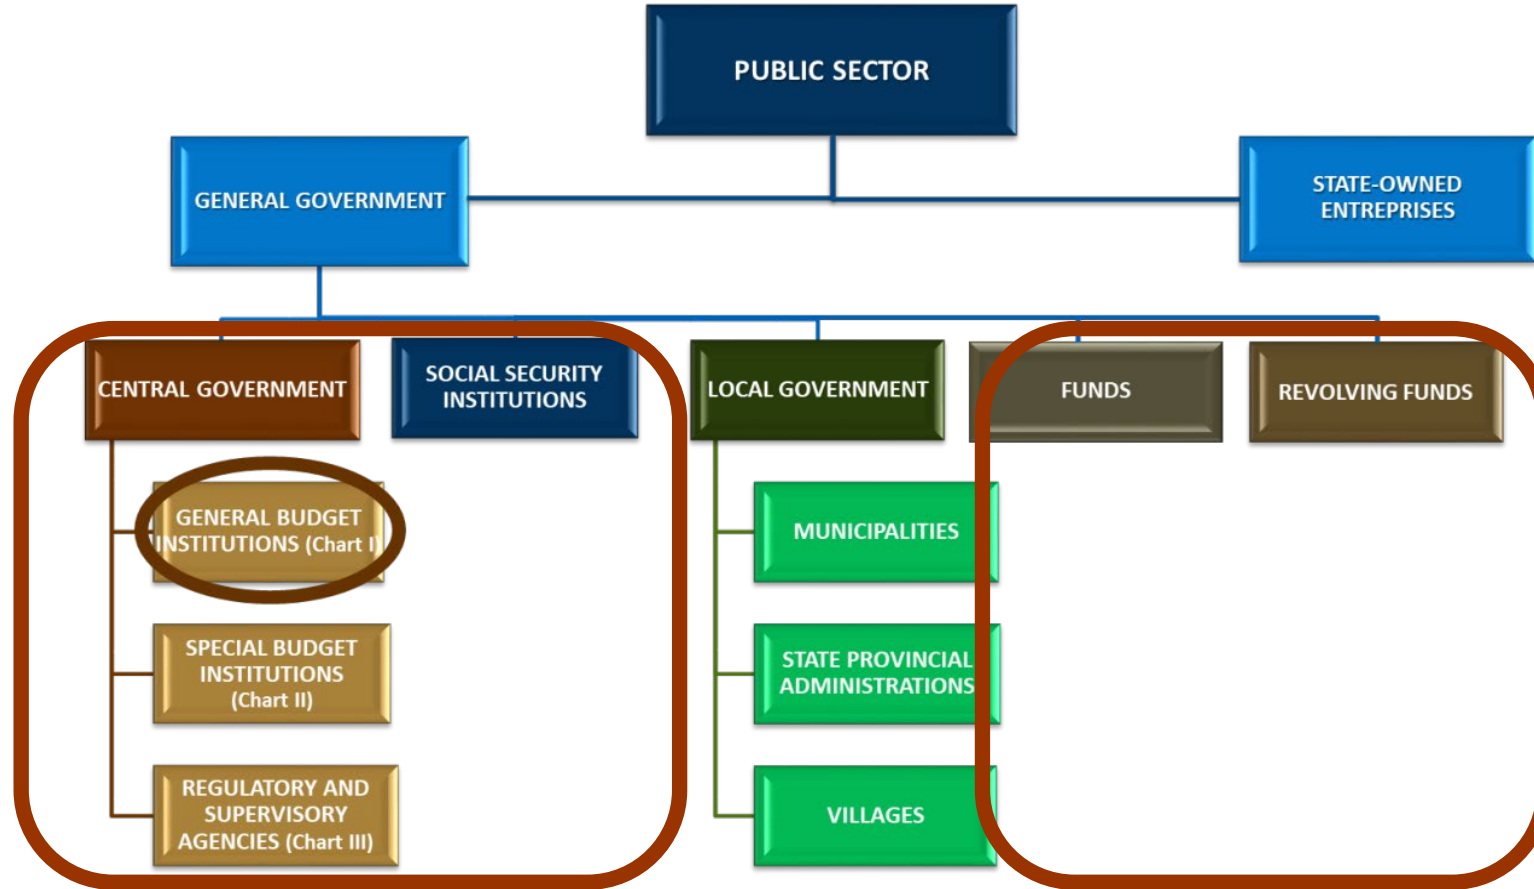 PUBLIC SECTOR
GENERAL GOVERNMENT
STATE-OWNED
ENTREPRISES
CENTRAL GOVERNMENT
SOCIAL SECURITY
INSTITUTIONS
LOCAL GOVERNMENT
FUNDS
REVOLVING FUNDS
GENERAL BUDGET
INSTITUTIONS (Chart I)
SPECIAL BUDGET
INSTITUTIONS
(Chart II)
REGULATORY AND
SUPERVISORY
AGENCIES (Chart III)
MUNICIPALITIES
STATE PROVINCIAL
ADMINISTRATIONS
VILLAGES